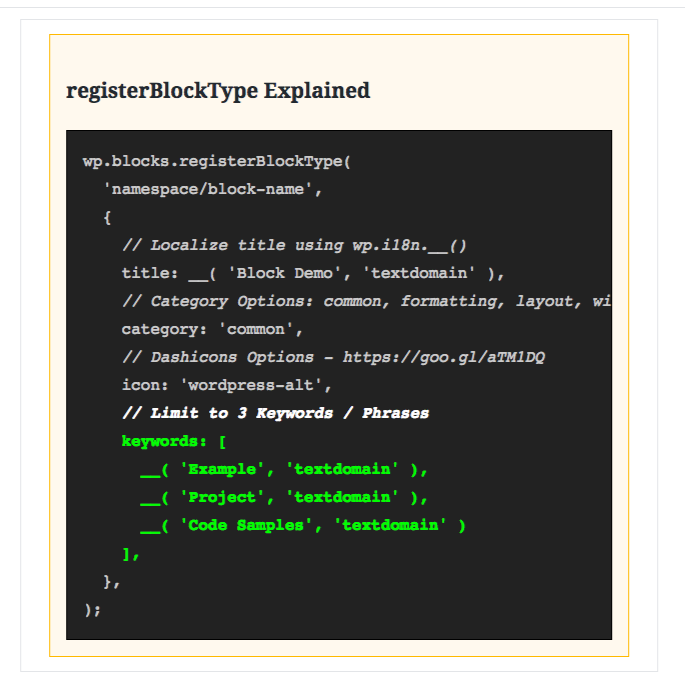 registerBlockType Explained
wp.blocks.registerBlockType(
'namespace/block-name',
{
// Localize title using wp.i18n.__()
title: __( 'Block Demo', 'textdomain' ),
// Category Options: common, formatting, layout, wi
category: 'common',
// Dashicons Options – https://goo.gl/aTM1DQ
icon: 'wordpress-alt',
// Limit to 3 Keywords / Phrases
keywords: [
__( 'Example', 'textdomain' ),
__( 'Project', 'textdomain' ),
__( 'Code Samples', 'textdomain' )
],
},
);